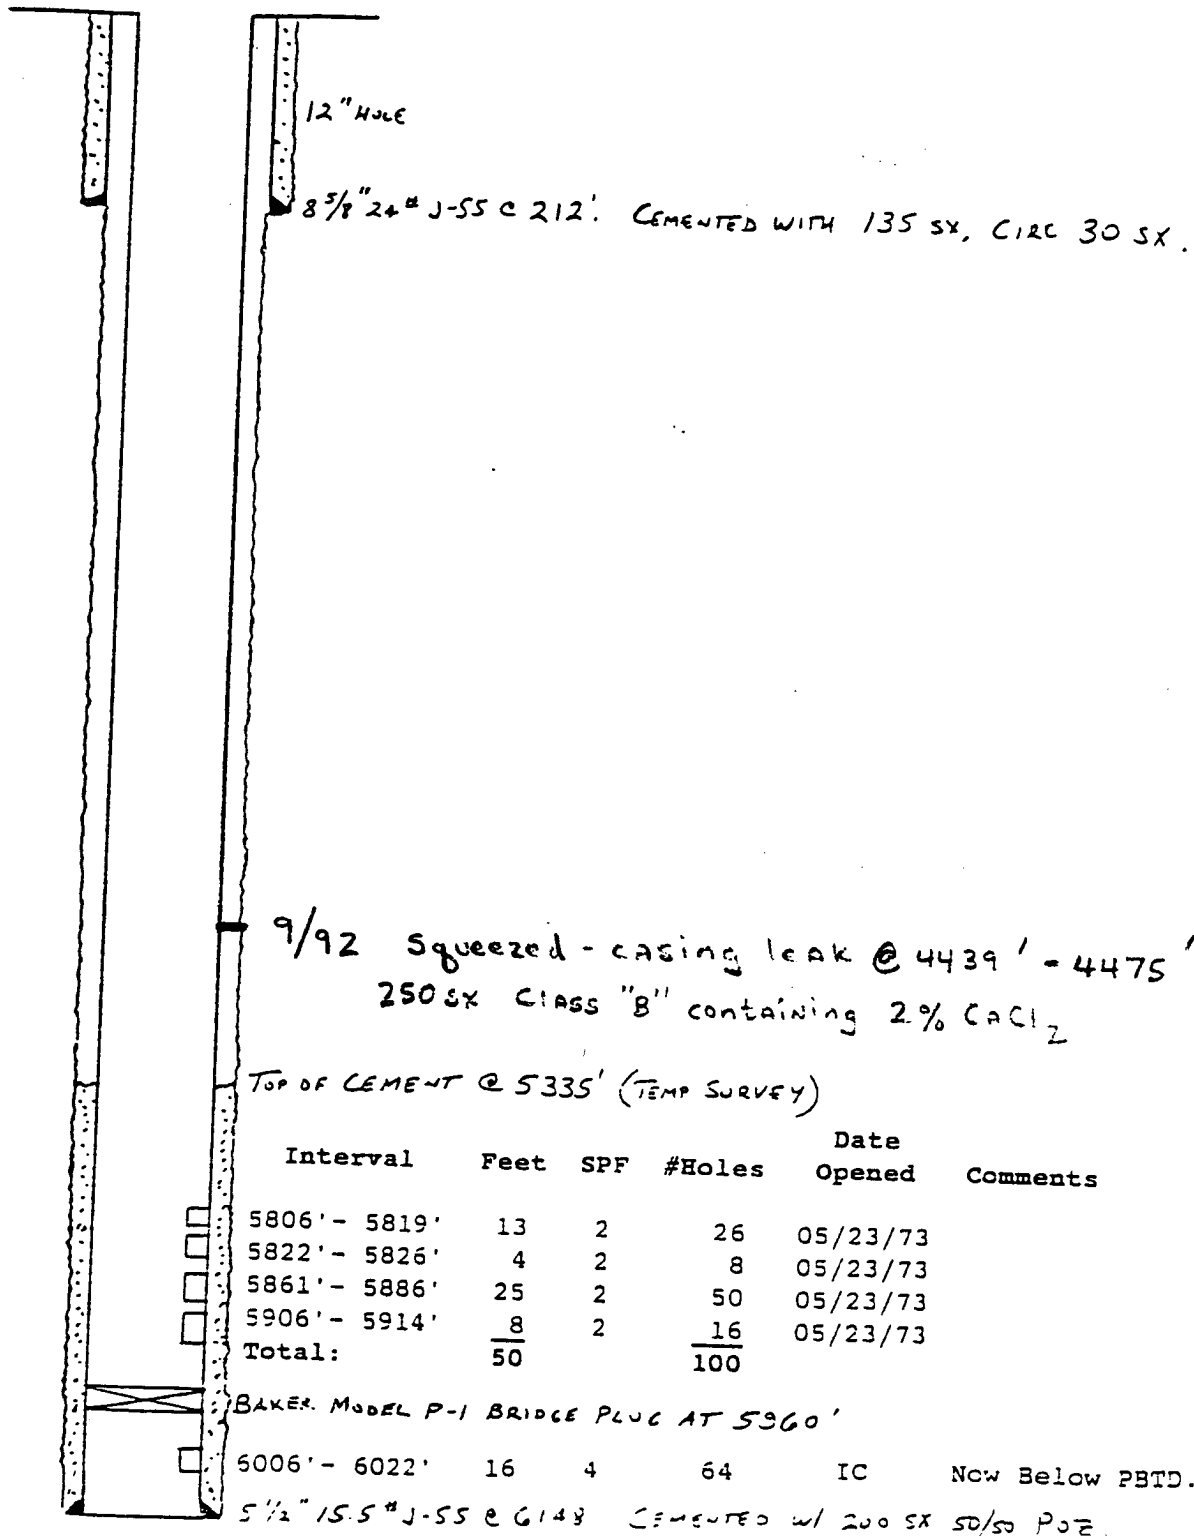 12" HOLE
8 5/8" 24# J-55 @ 212'. CEMENTED WITH 135 SX, CIRC 30 SX.
9/92 Squeezed - casing leak @ 4439' - 4475'
250 sx Class "B" containing 2% CaCl2
TOP OF CEMENT @ 5335' (TEMP SURVEY)
Interval Feet SPF #Holes Date Opened Comments
5806'- 5819' 13 2 26 05/23/73
5822'- 5826' 4 2 8 05/23/73
5861'- 5886' 25 2 50 05/23/73
5906'- 5914' 8 2 16 05/23/73
Total: 50 100
BAKER MODEL P-1 BRIDGE PLUG AT 5960'
6006'- 6022' 16 4 64 IC Now Below PBTD.
5 1/2" 15.5# J-55 @ 6148 CEMENTED W/ 200 SX 50/50 POZ.